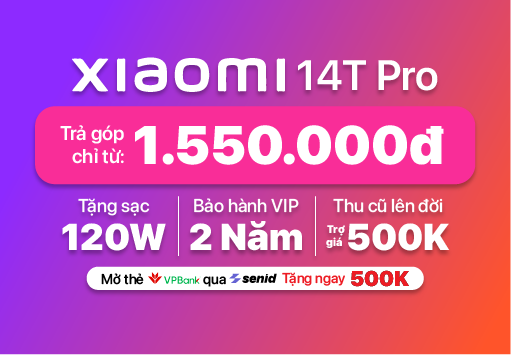 xiaomi 14T Pro
Trả góp
chỉ từ: 1.550.000đ
Tặng sạc
120W
Bảo hành VIP
2 Năm
Thu cũ lên đời
Trợ giá 500K
Mở thẻ VPBank qua senid Tặng ngay 500K